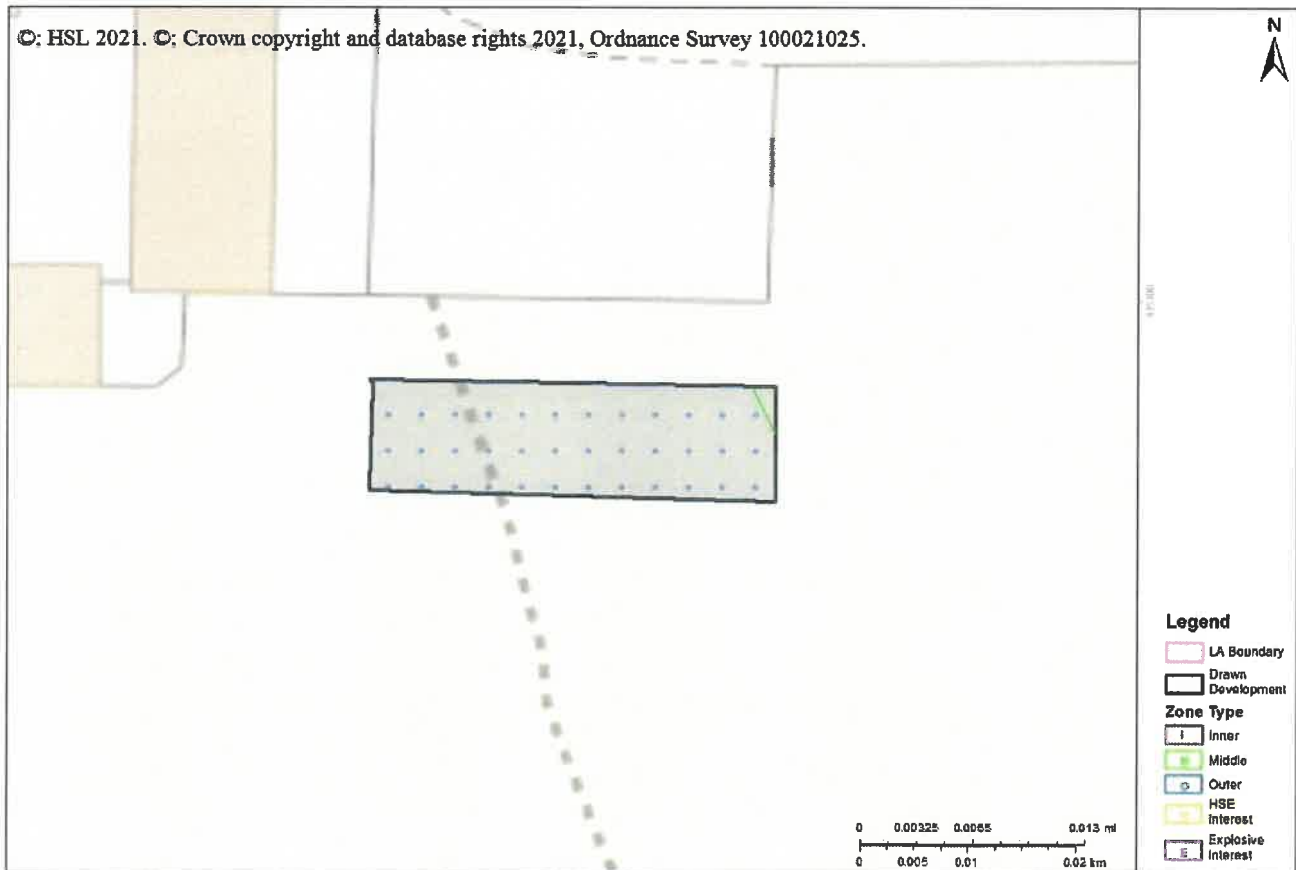 ©: HSL 2021. ©: Crown copyright and database rights 2021, Ordnance Survey 100021025.
N
Legend
LA Boundary
Drawn
Development
Zone Type
I Inner
Middle
o Outer
HSE
Interest
E Explosive
Interest
0 0.00325 0.0065 0.013 mi
0 0.005 0.01 0.02 km